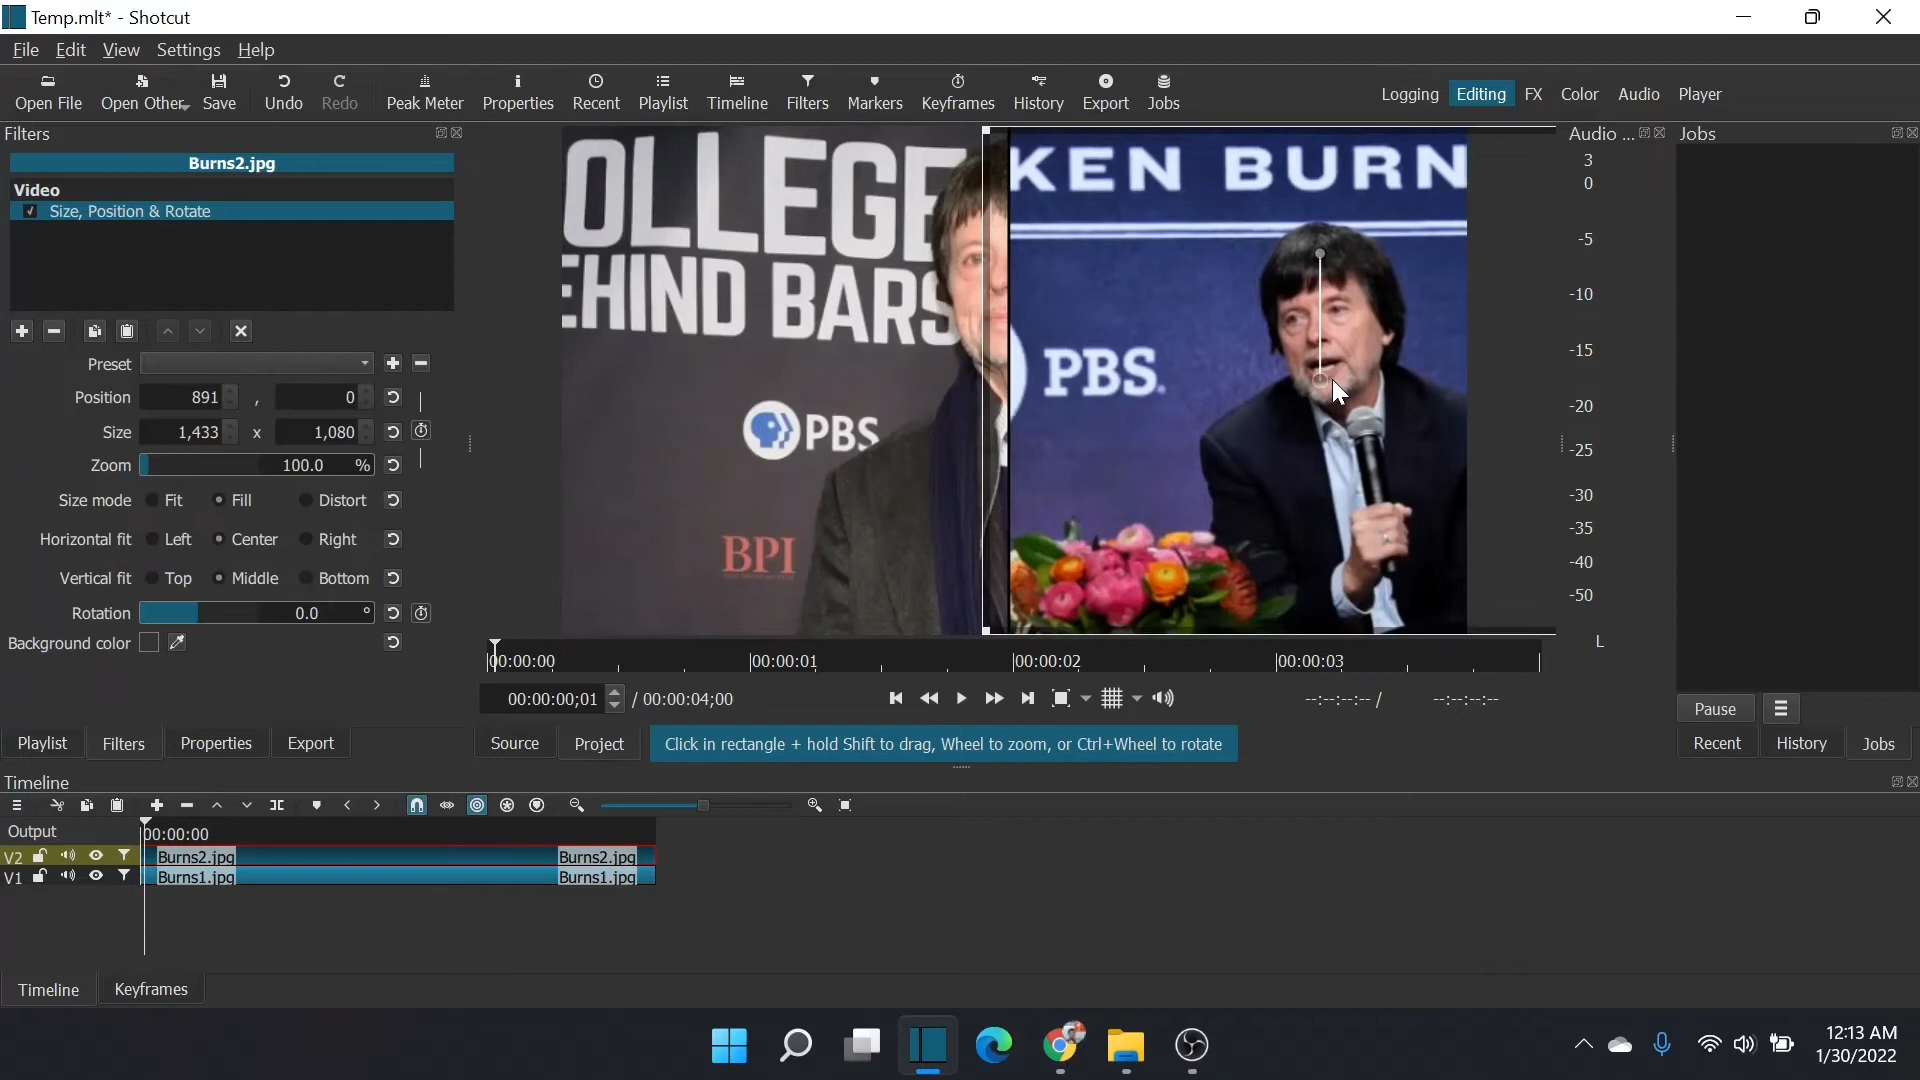 Temp.mlt* - Shotcut
File Edit View Settings Help
Open File Open Other Save Undo Redo Peak Meter Properties Recent Playlist Timeline Filters Markers Keyframes History Export Jobs
Logging Editing FX Color Audio Player
Filters
Burns2.jpg
Video
Size, Position & Rotate
Preset
Position 891 , 0
Size 1,433 x 1,080
Zoom 100.0 %
Size mode Fit Fill Distort
Horizontal fit Left Center Right
Vertical fit Top Middle Bottom
Rotation 0.0 °
Background color
Playlist Filters Properties Export
OLLEGE
EHIND BARS
PBS
BPI
KEN BURN
PBS.
00:00:00 00:00:01 00:00:02 00:00:03
00:00:00;01 / 00:00:04;00
--:--:--:-- / --:--:--:--
Source Project Click in rectangle + hold Shift to drag, Wheel to zoom, or Ctrl+Wheel to rotate
Audio ...
3
0
-5
-10
-15
-20
-25
-30
-35
-40
-50
L
Jobs
Pause
Recent History Jobs
Timeline
Output 00:00:00
V2 Burns2.jpg Burns2.jpg
V1 Burns1.jpg Burns1.jpg
Timeline Keyframes
12:13 AM
1/30/2022